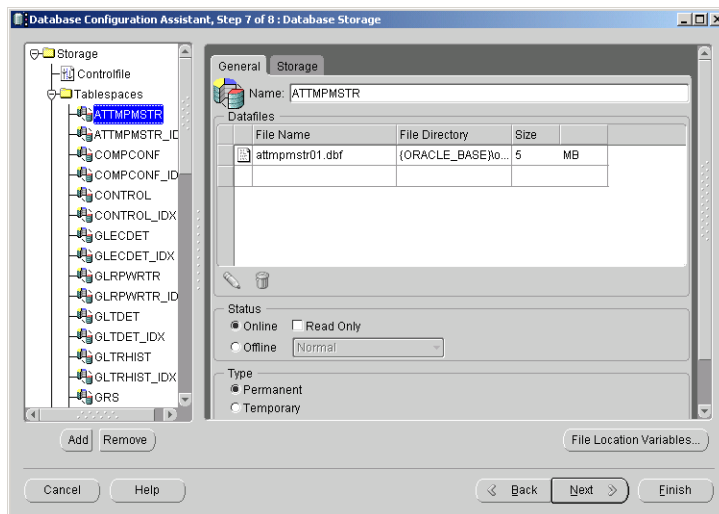 Database Configuration Assistant, Step 7 of 8 : Database Storage
Storage
Controlfile
Tablespaces
ATTMPMSTR
ATTMPMSTR_ID
COMPCONF
COMPCONF_ID
CONTROL
CONTROL_IDX
GLECDET
GLECDET_IDX
GLRPWRTR
GLRPWRTR_ID
GLTDET
GLTDET_IDX
GLTRHIST
GLTRHIST_IDX
GRS
Add Remove
General Storage
Name: ATTMPMSTR
Datafiles
File Name File Directory Size
attmpmstr01.dbf {ORACLE_BASE}\o... 5 MB
Status
Online Read Only
Offline Normal
Type
Permanent
Temporary
File Location Variables...
Cancel Help Back Next Finish